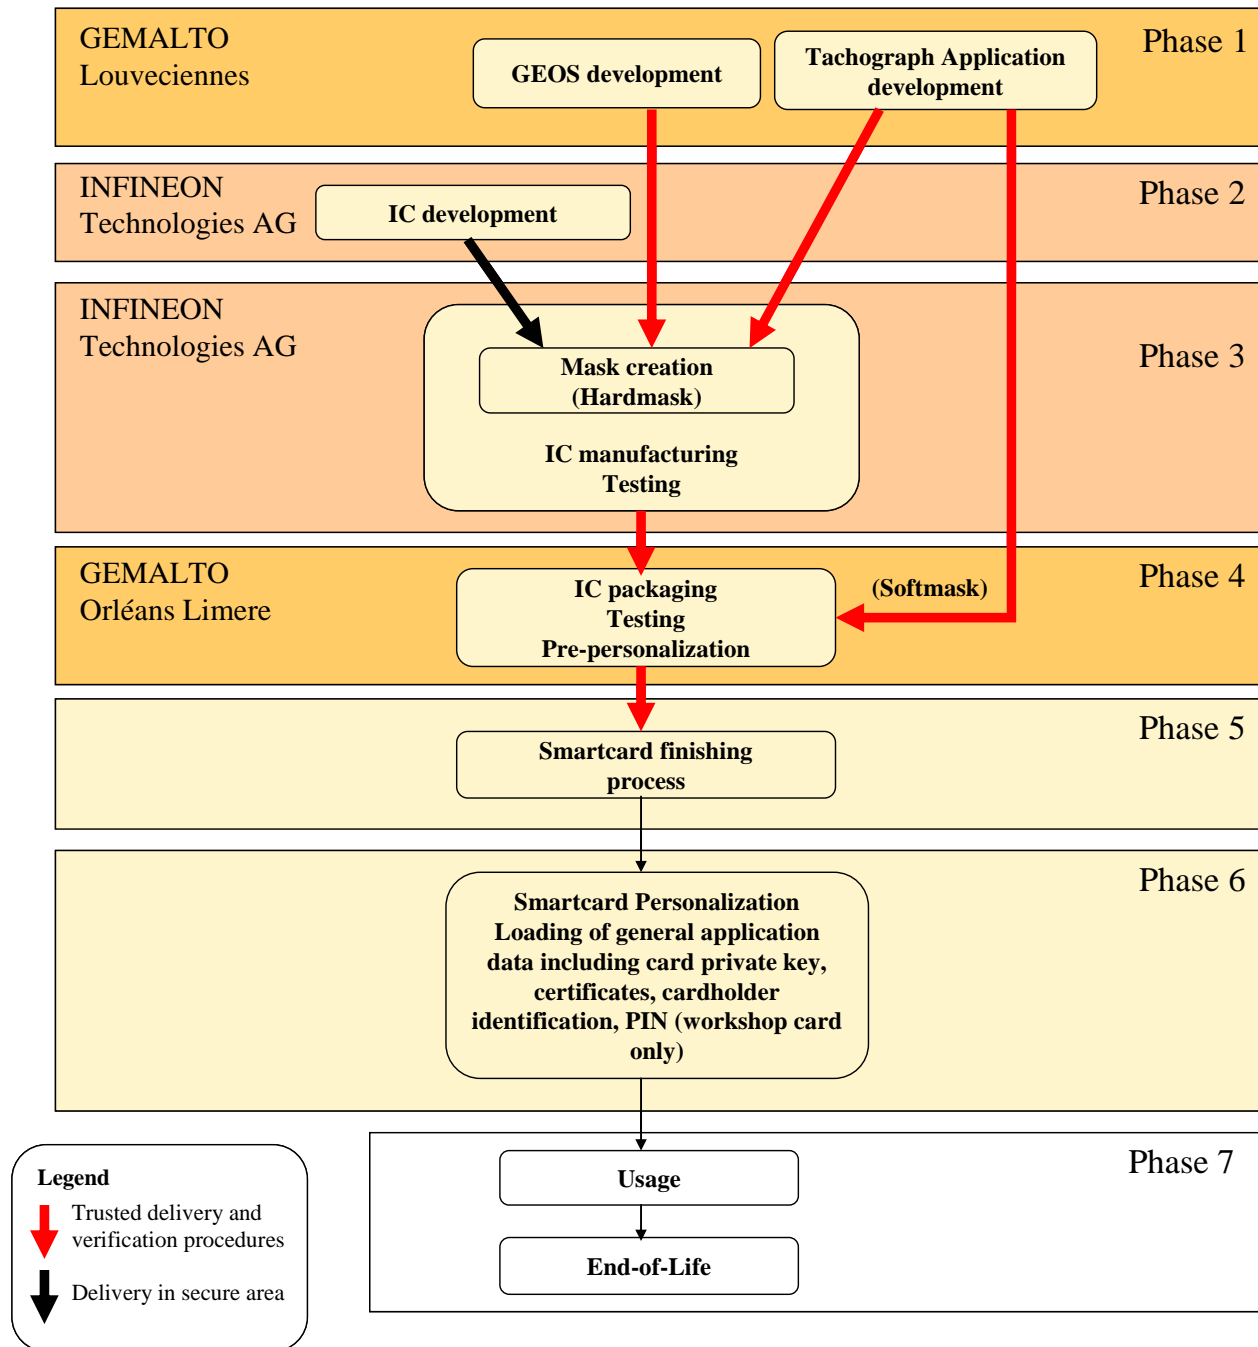 GEMALTO
Louveciennes
GEOS development
Tachograph Application
development
Phase 1
INFINEON
Technologies AG
IC development
Phase 2
INFINEON
Technologies AG
Mask creation
(Hardmask)
IC manufacturing
Testing
Phase 3
GEMALTO
Orléans Limere
IC packaging
Testing
Pre-personalization
(Softmask)
Phase 4
Smartcard finishing
process
Phase 5
Smartcard Personalization
Loading of general application
data including card private key,
certificates, cardholder
identification, PIN (workshop card
only)
Phase 6
Usage
End-of-Life
Phase 7
Legend
Trusted delivery and
verification procedures
Delivery in secure area